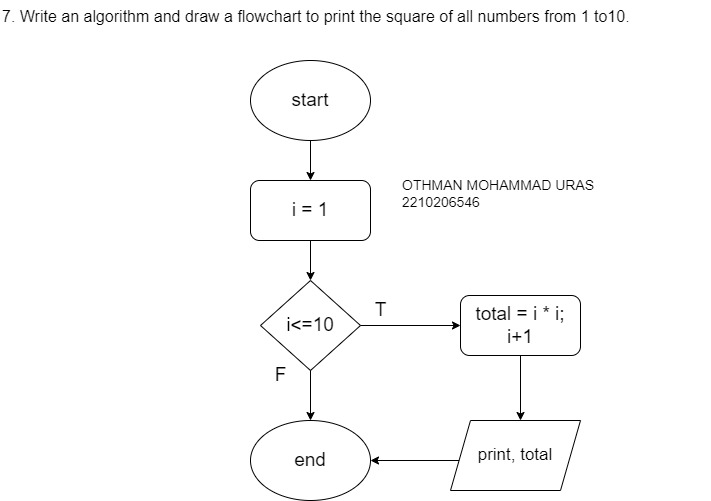 7. Write an algorithm and draw a flowchart to print the square of all numbers from 1 to10.
start
OTHMAN MOHAMMAD URAS
2210206546
i = 1
i<=10
T
total = i * i;
i+1
F
end
print, total